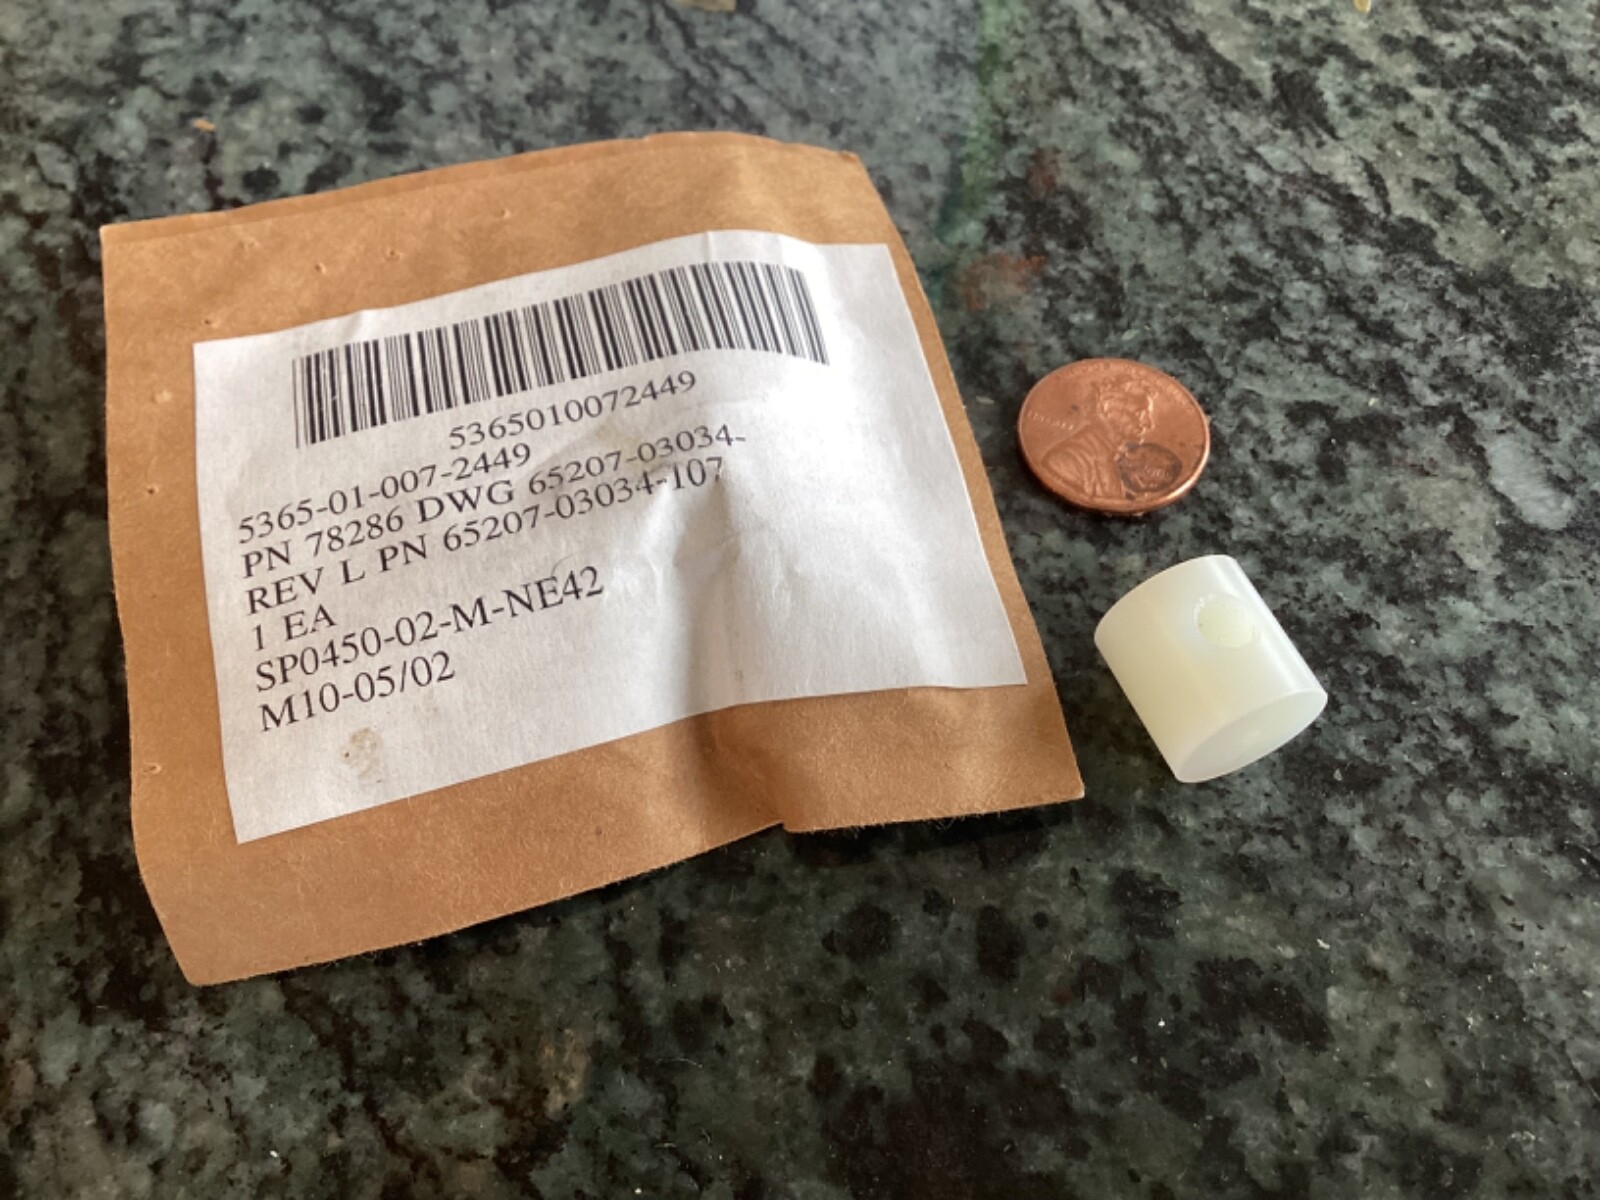 5365010072449
5365-01-007-2449
PN 78286 DWG 65207-03034-
REV L PN 65207-03034-107
1 EA
SP0450-02-M-NE42
M10-05/02